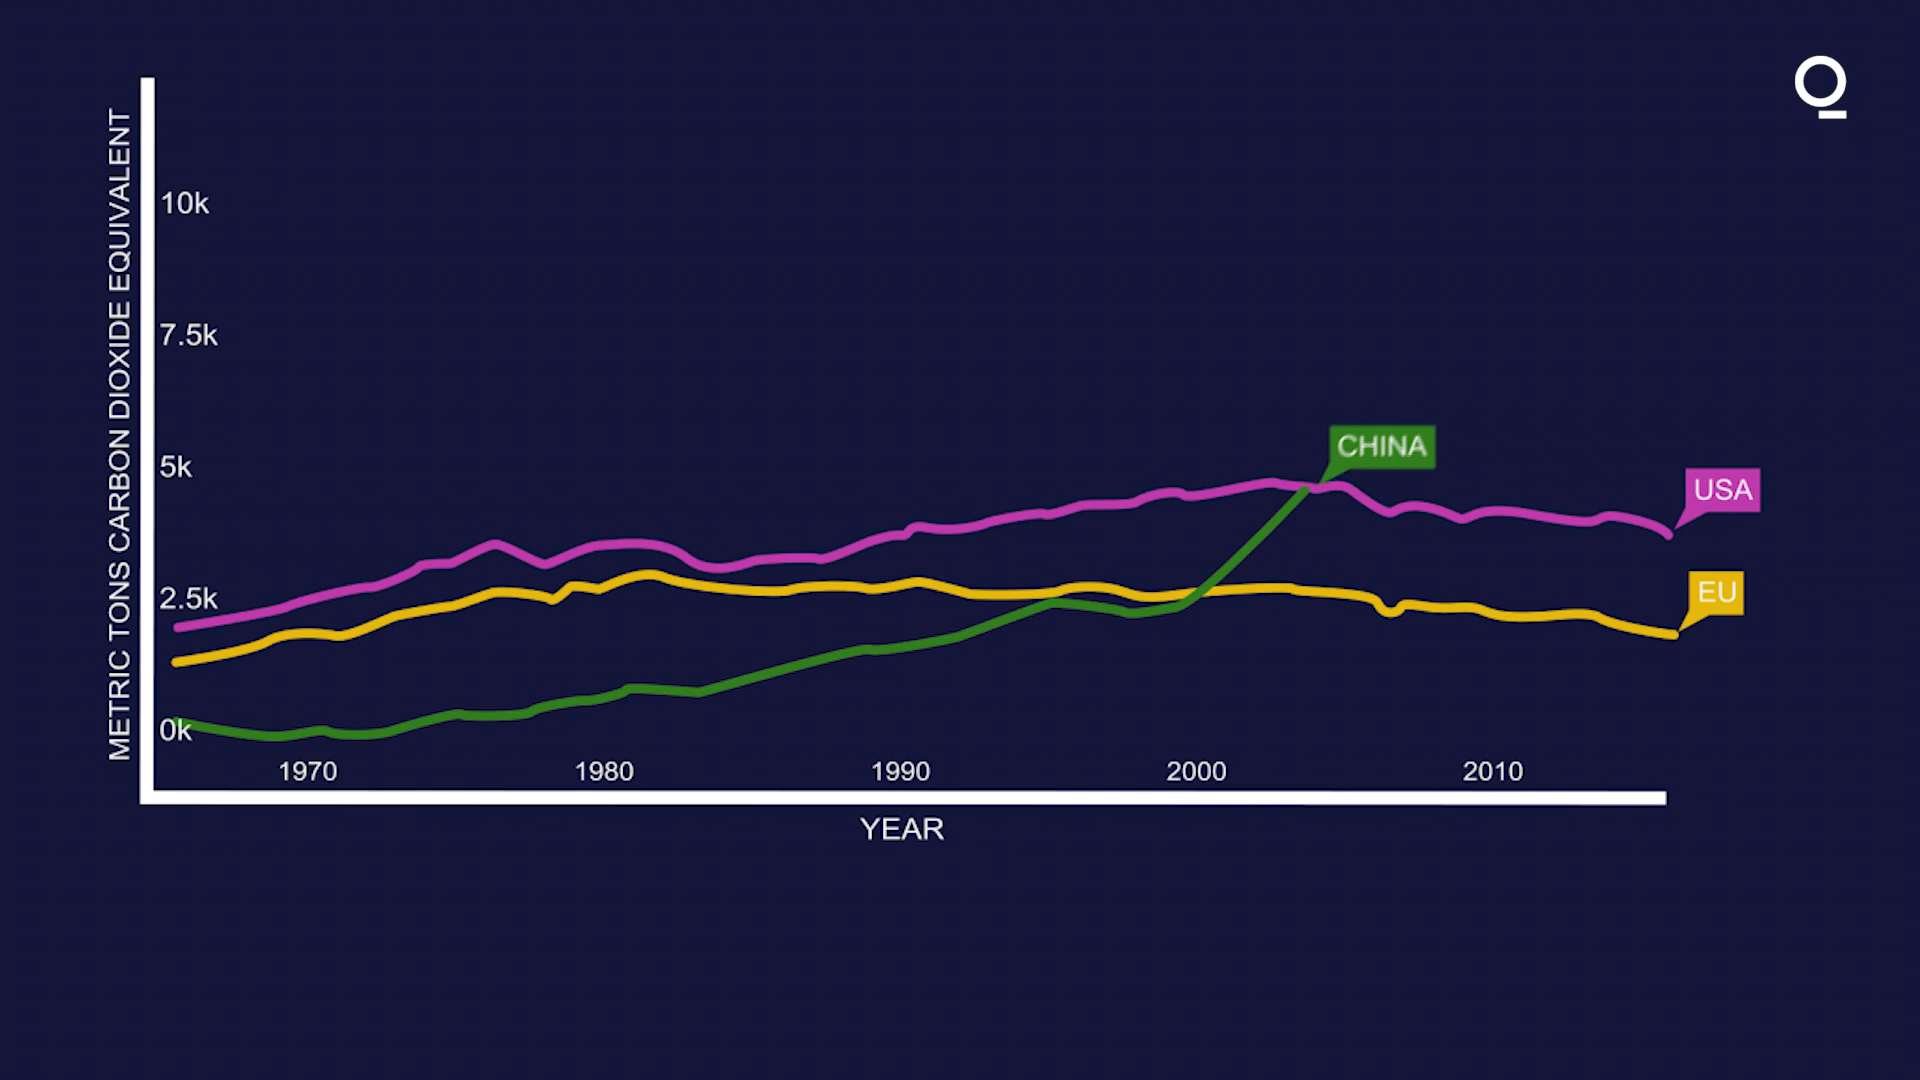 METRIC TONS CARBON DIOXIDE EQUIVALENT
10k
7.5k
5k
2.5k
0k
CHINA
USA
EU
1970 1980 1990 2000 2010
YEAR